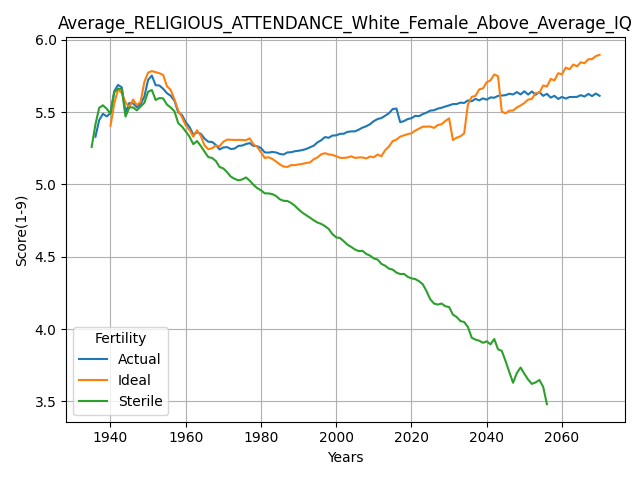 Average_RELIGIOUS_ATTENDANCE_White_Female_Above_Average_IQ
6.0
5.5
5.0
4.5
4.0
3.5
Score(1-9)
Fertility
Actual
Ideal
Sterile
1940 1960 1980 2000 2020 2040 2060
Years